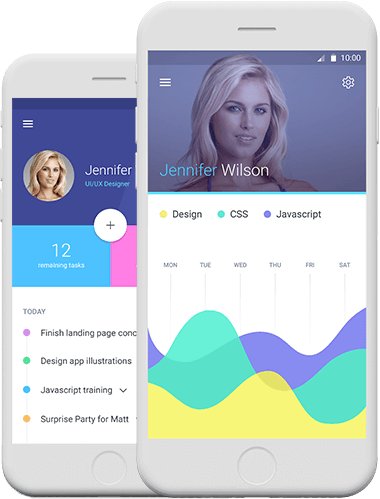 Jennifer
UI/UX Designer
+
12
remaining tasks
TODAY
Finish landing page conc
Design app illustrations
Javascript training
Surprise Party for Matt
10:00
Jennifer Wilson
Design
CSS
Javascript
MON TUE WED THU FRI SAT